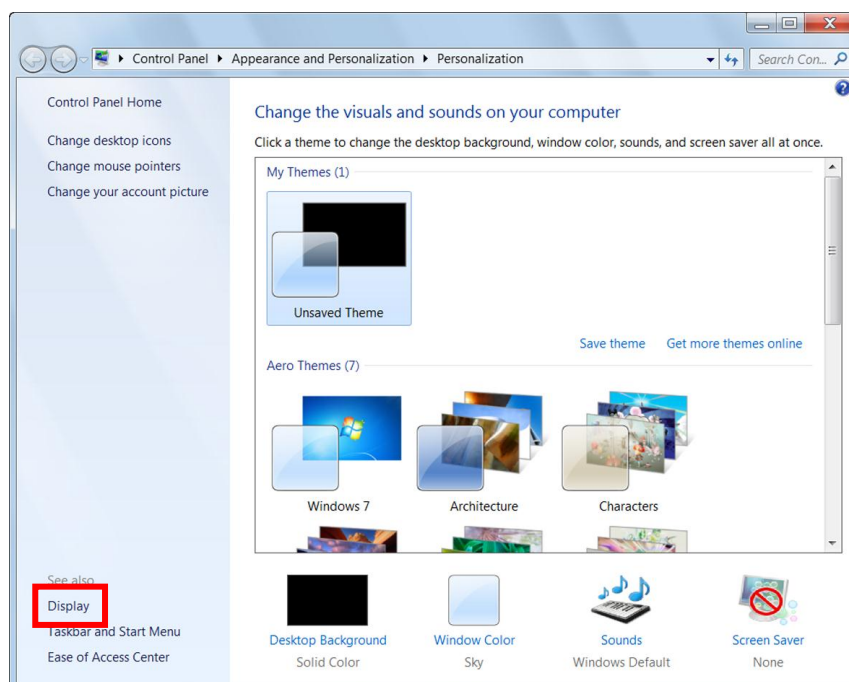 Control Panel ▸ Appearance and Personalization ▸ Personalization
Search Con...
Control Panel Home
Change desktop icons
Change mouse pointers
Change your account picture
Change the visuals and sounds on your computer
Click a theme to change the desktop background, window color, sounds, and screen saver all at once.
My Themes (1)
Unsaved Theme
Save theme Get more themes online
Aero Themes (7)
Windows 7 Architecture Characters
See also
Display
Taskbar and Start Menu
Ease of Access Center
Desktop Background Window Color Sounds Screen Saver
Solid Color Sky Windows Default None